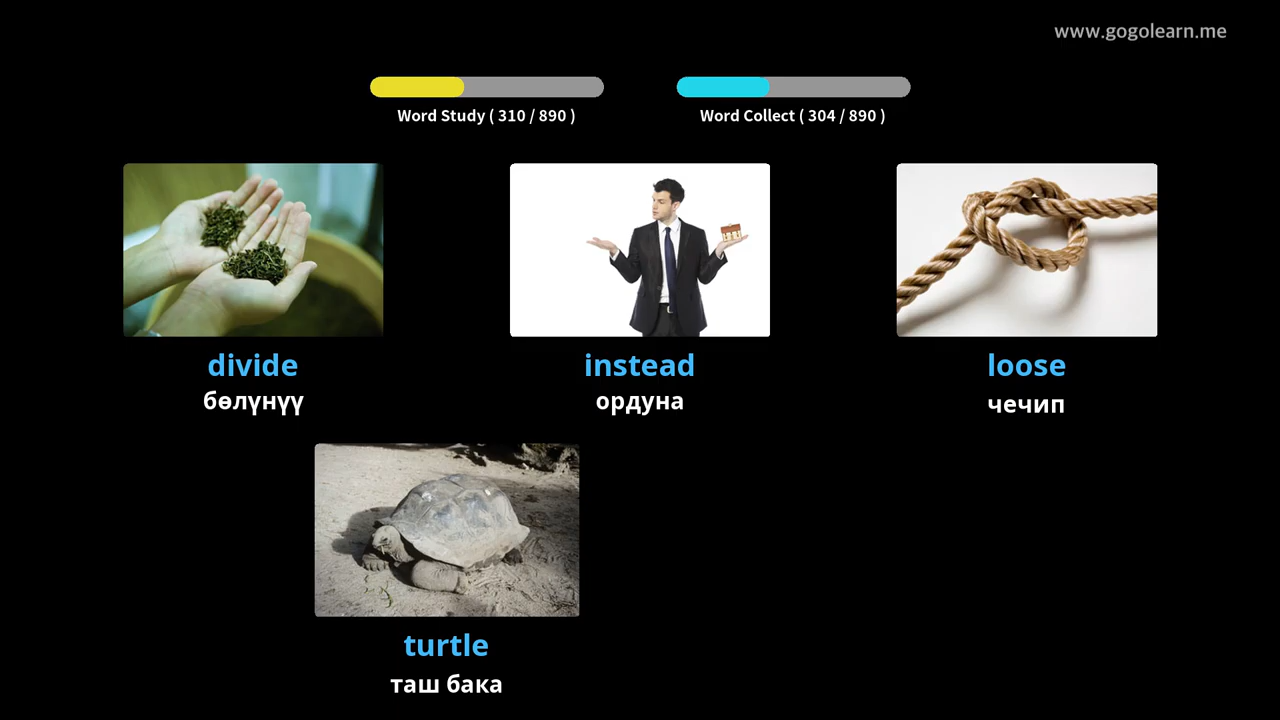 www.gogolearn.me
Word Study ( 310 / 890 )
Word Collect ( 304 / 890 )
divide
бөлүнүү
instead
ордуна
loose
чечип
turtle
таш бака